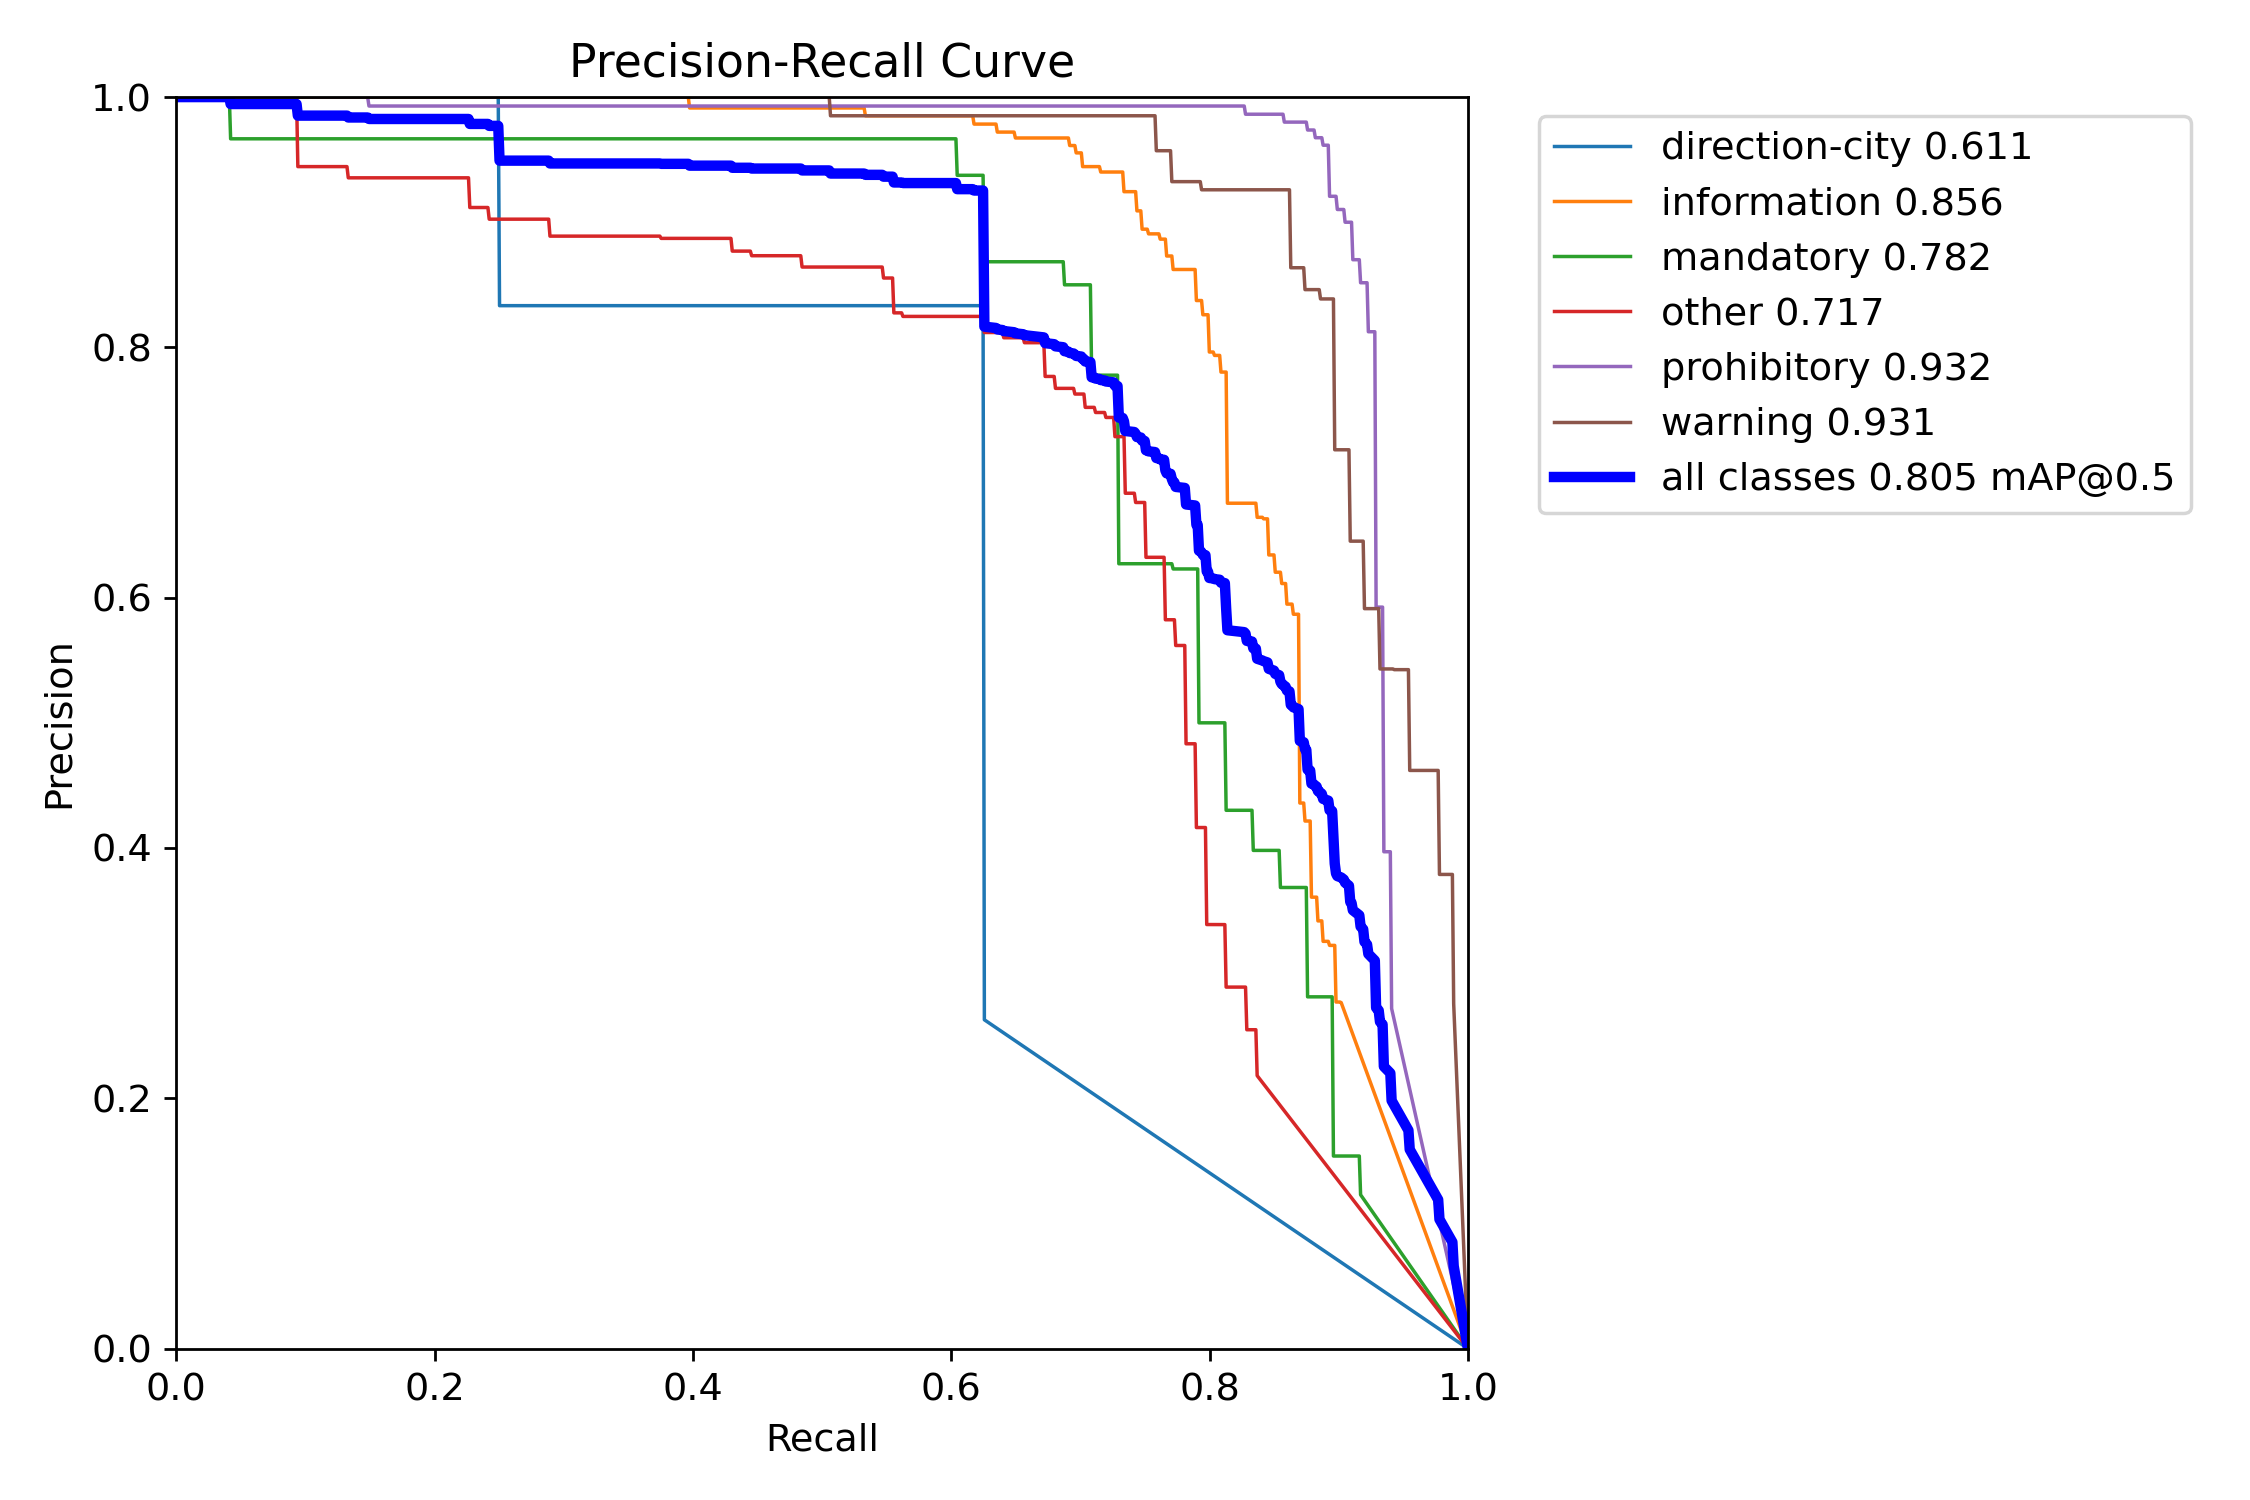 Precision-Recall Curve
1.0
0.8
0.6
0.4
0.2
0.0
Precision
0.0 0.2 0.4 0.6 0.8 1.0
Recall
direction-city 0.611
information 0.856
mandatory 0.782
other 0.717
prohibitory 0.932
warning 0.931
all classes 0.805 mAP@0.5